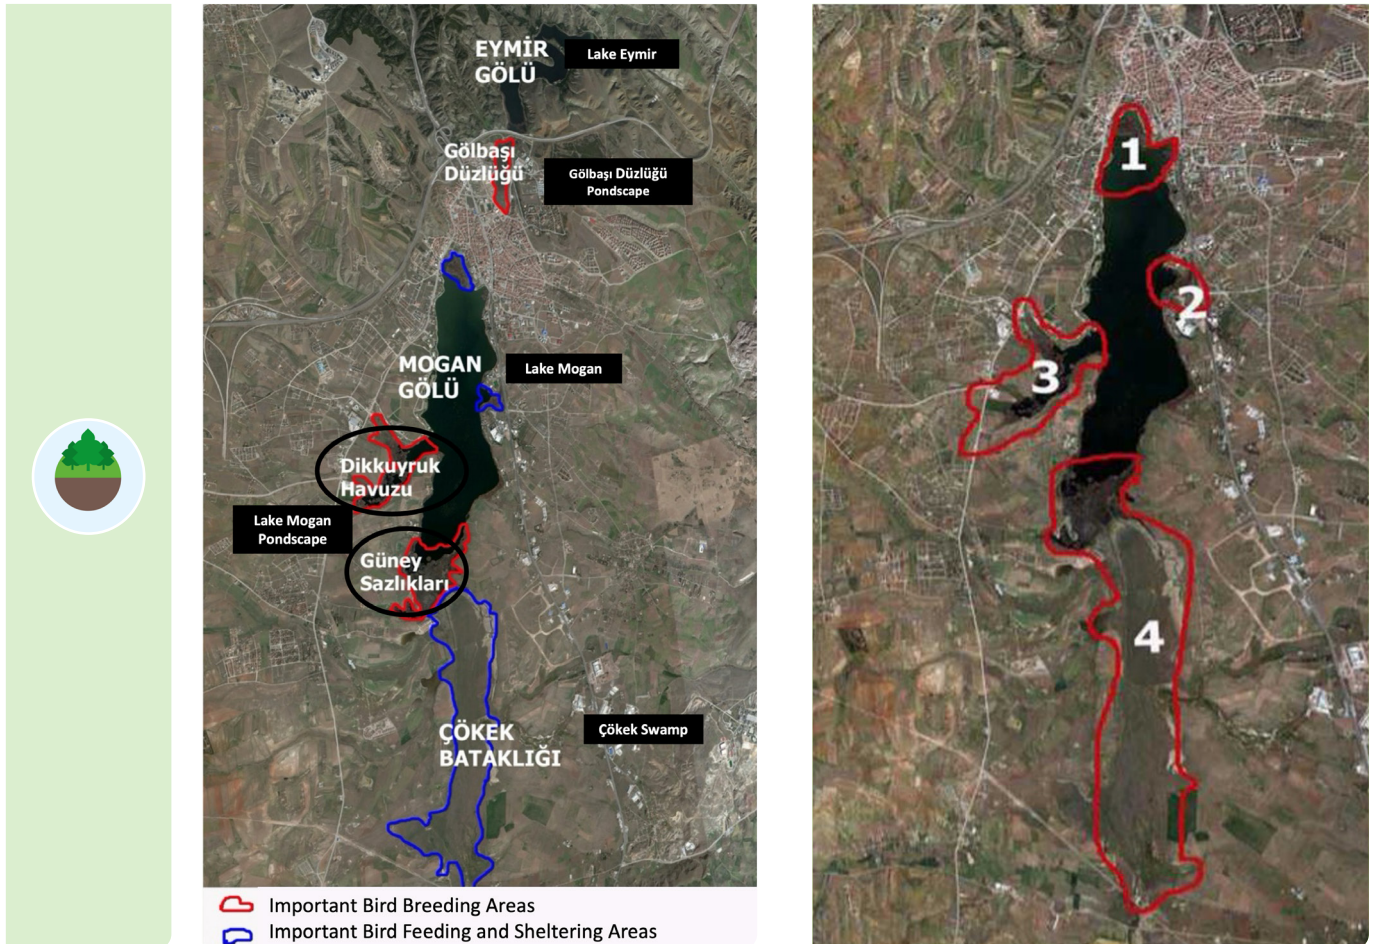 EYMİR
GÖLÜ
Lake Eymir
Gölbaşı
Düzlüğü
Gölbaşı Düzlüğü
Pondscape
MOGAN
GÖLÜ
Lake Mogan
Dikkuyruk
Havuzu
Lake Mogan
Pondscape
Güney
Sazlıkları
ÇÖKEK
BATAKLIĞI
Çökek Swamp
Important Bird Breeding Areas
Important Bird Feeding and Sheltering Areas
1
2
3
4